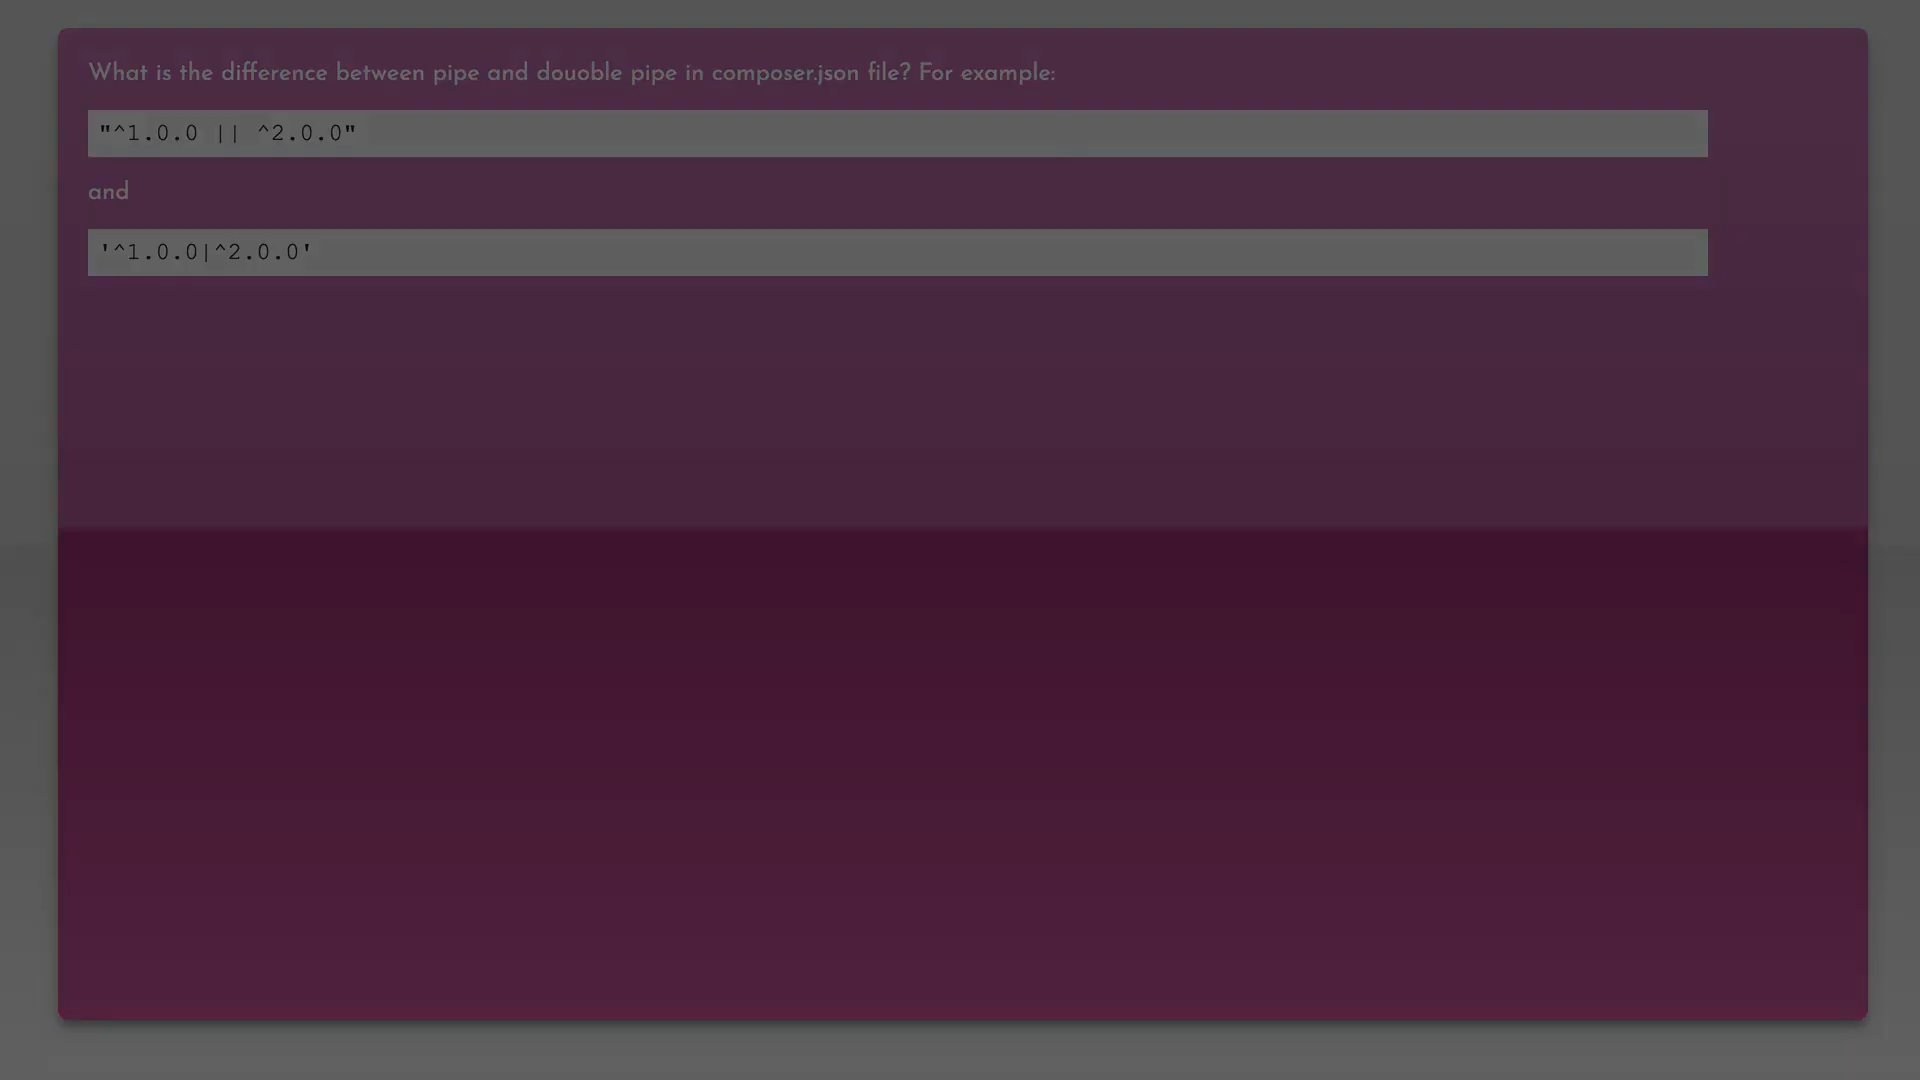 What is the difference between pipe and douoble pipe in composer.json file? For example:
"^1.0.0 || ^2.0.0"
and
'^1.0.0|^2.0.0'